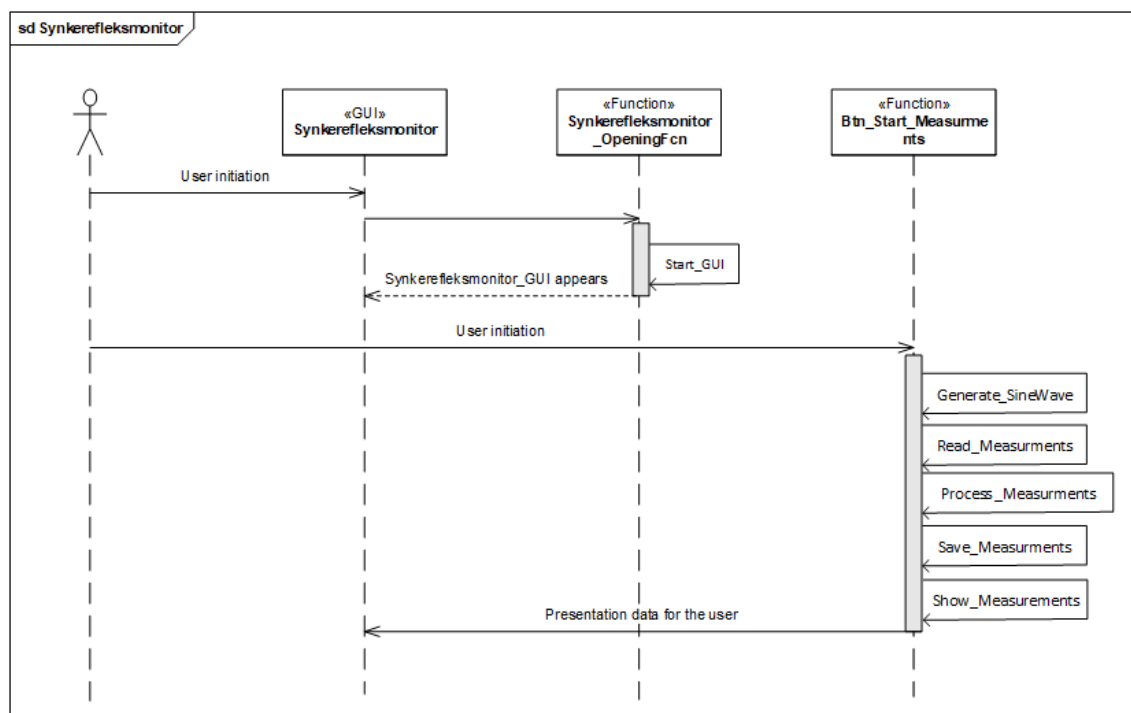 sd Synkerefleksmonitor
«GUI»
Synkerefleksmonitor
«Function»
Synkerefleksmonitor
_OpeningFcn
«Function»
Btn_Start_Measurme
nts
User initiation
Start_GUI
Synkerefleksmonitor_GUI appears
User initiation
Generate_SineWave
Read_Measurments
Process_Measurments
Save_Measurments
Show_Measurements
Presentation data for the user